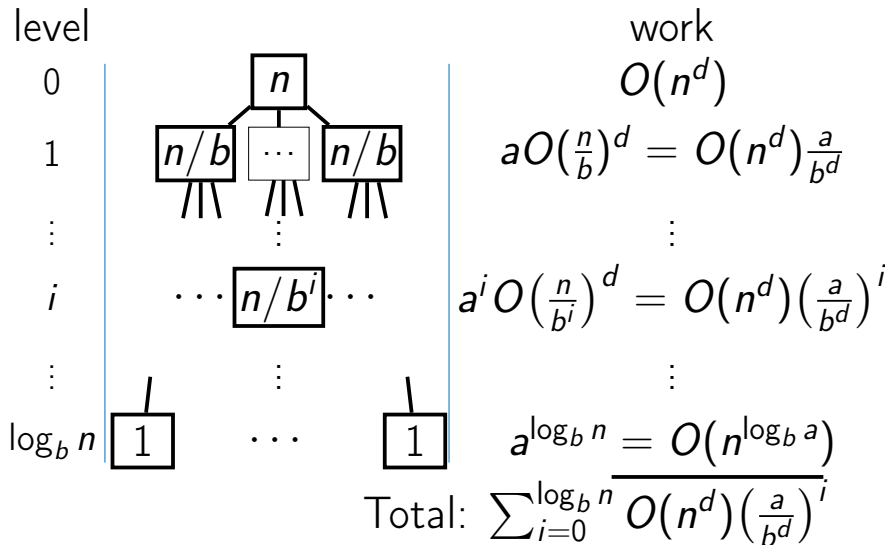 level work
0 n O(n^d)
1 n/b ⋯ n/b aO(n/b)^d = O(n^d) a/b^d
⋮ ⋮ ⋮
i ⋯ n/b^i ⋯ a^i O(n/b^i)^d = O(n^d)(a/b^d)^i
⋮ ⋮ ⋮
log_b n 1 ⋯ 1 a^{log_b n} = O(n^{log_b a})
Total: ∑_{i=0}^{log_b n} O(n^d)(a/b^d)^i